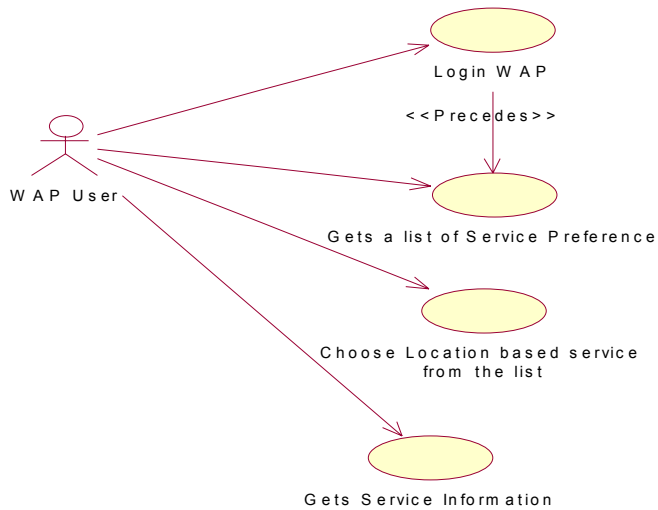 Login WAP
<<Precedes>>
WAP User
Gets a list of Service Preference
Choose Location based service
from the list
Gets Service Information